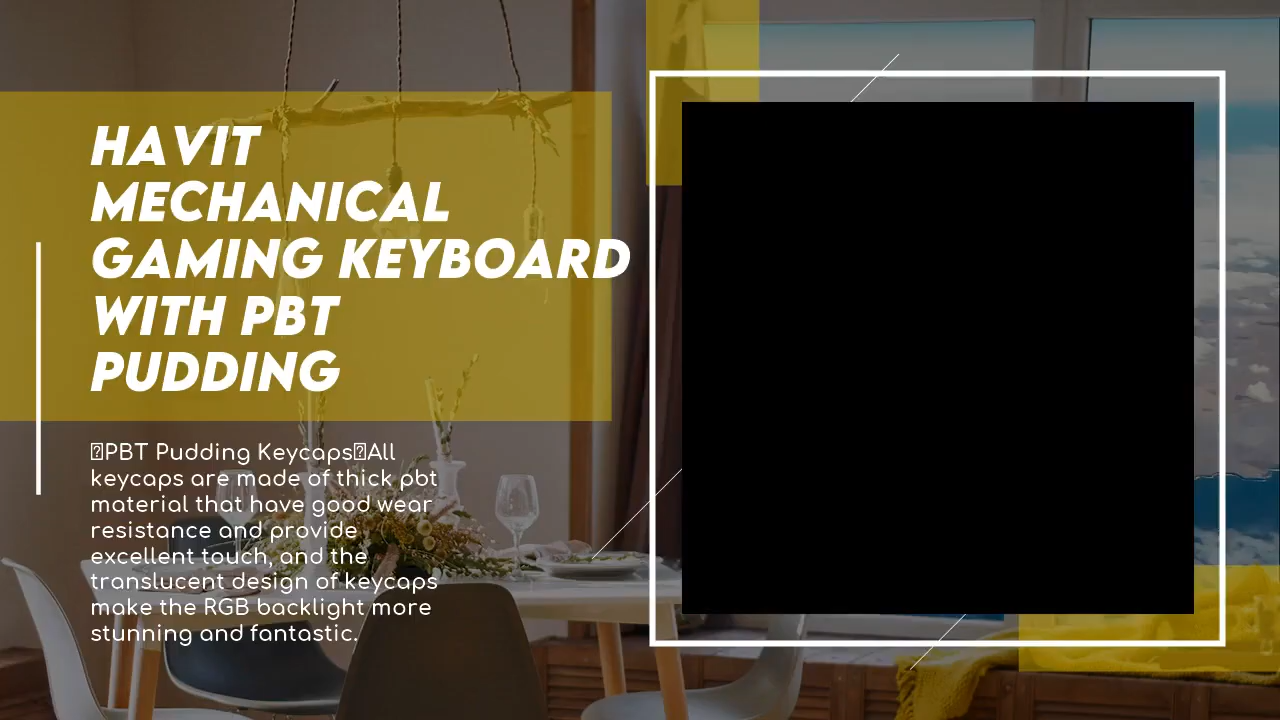 HAVIT
MECHANICAL
GAMING KEYBOARD
WITH PBT
PUDDING
PBT Pudding KeycapsAll
keycaps are made of thick pbt
material that have good wear
resistance and provide
excellent touch, and the
translucent design of keycaps
make the RGB backlight more
stunning and fantastic.